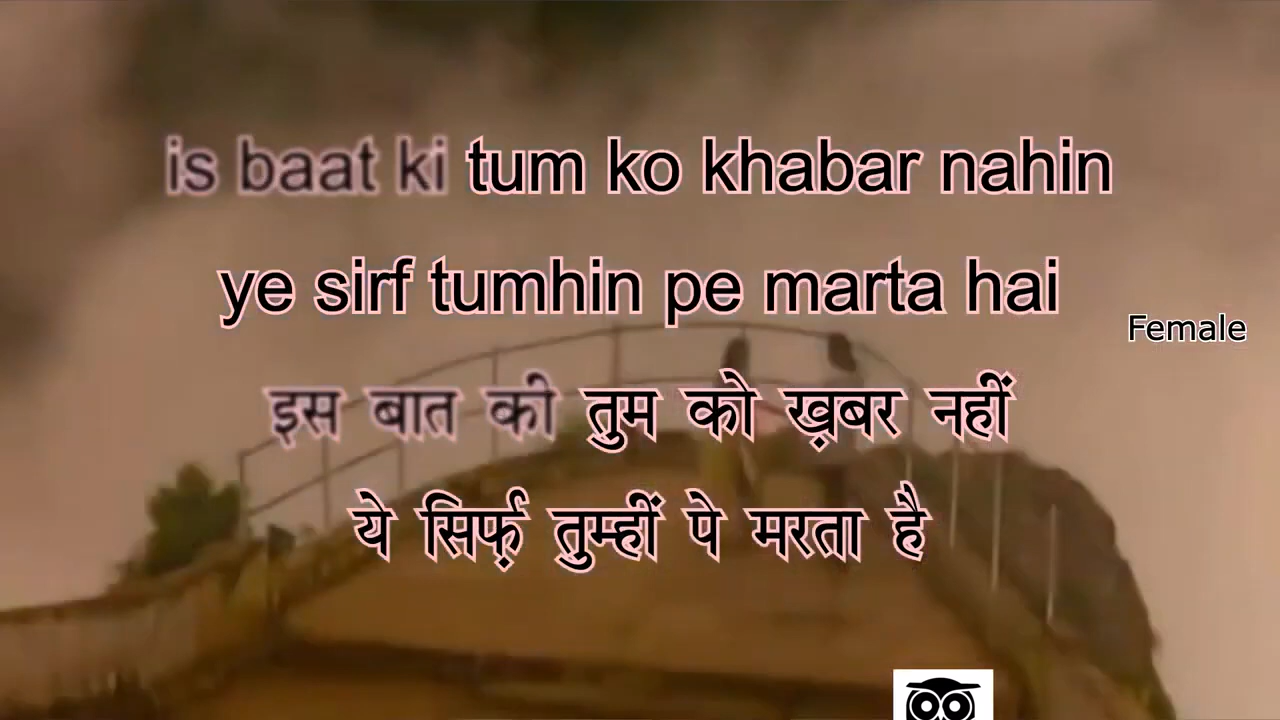 is baat ki tum ko khabar nahin
ye sirf tumhin pe marta hai
Female
इस बात की तुम को ख़बर नहीं
ये सिर्फ़ तुम्हीं पे मरता है